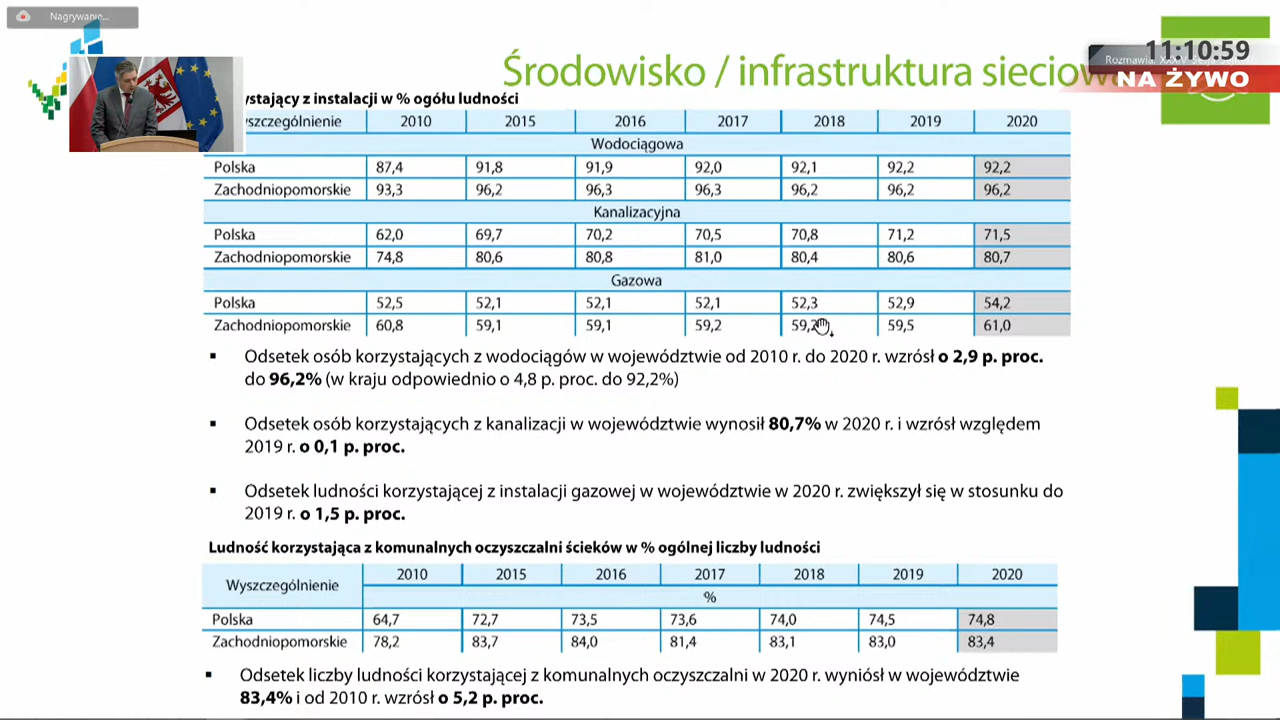 Nagrywanie...
Środowisko / infrastruktura sieciow
11:10:59
Rozmawia:
NA ŻYWO
ystający z instalacji w % ogółu ludności
yszczególnienie 2010 2015 2016 2017 2018 2019 2020
Wodociągowa
Polska 87,4 91,8 91,9 92,0 92,1 92,2 92,2
Zachodniopomorskie 93,3 96,2 96,3 96,3 96,2 96,2 96,2
Kanalizacyjna
Polska 62,0 69,7 70,2 70,5 70,8 71,2 71,5
Zachodniopomorskie 74,8 80,6 80,8 81,0 80,4 80,6 80,7
Gazowa
Polska 52,5 52,1 52,1 52,1 52,3 52,9 54,2
Zachodniopomorskie 60,8 59,1 59,1 59,2 59,2 59,5 61,0
▪ Odsetek osób korzystających z wodociągów w województwie od 2010 r. do 2020 r. wzrósł o 2,9 p. proc.
do 96,2% (w kraju odpowiednio o 4,8 p. proc. do 92,2%)
▪ Odsetek osób korzystających z kanalizacji w województwie wynosił 80,7% w 2020 r. i wzrósł względem
2019 r. o 0,1 p. proc.
▪ Odsetek ludności korzystającej z instalacji gazowej w województwie w 2020 r. zwiększył się w stosunku do
2019 r. o 1,5 p. proc.
Ludność korzystająca z komunalnych oczyszczalni ścieków w % ogólnej liczby ludności
Wyszczególnienie 2010 2015 2016 2017 2018 2019 2020
%
Polska 64,7 72,7 73,5 73,6 74,0 74,5 74,8
Zachodniopomorskie 78,2 83,7 84,0 81,4 83,1 83,0 83,4
▪ Odsetek liczby ludności korzystającej z komunalnych oczyszczalni w 2020 r. wyniósł w województwie
83,4% i od 2010 r. wzrósł o 5,2 p. proc.